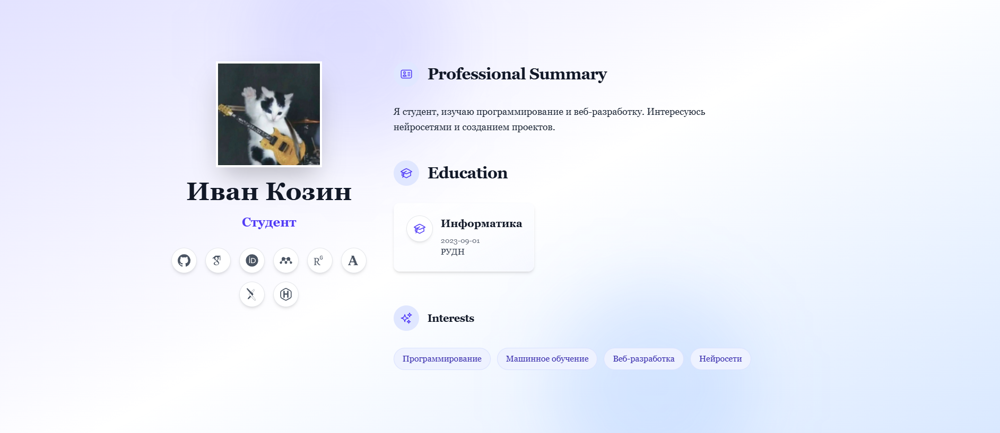 Иван Козин
Студент
Professional Summary
Я студент, изучаю программирование и веб-разработку. Интересуюсь
нейросетями и созданием проектов.
Education
Информатика
2023-09-01
РУДН
Interests
Программирование
Машинное обучение
Веб-разработка
Нейросети